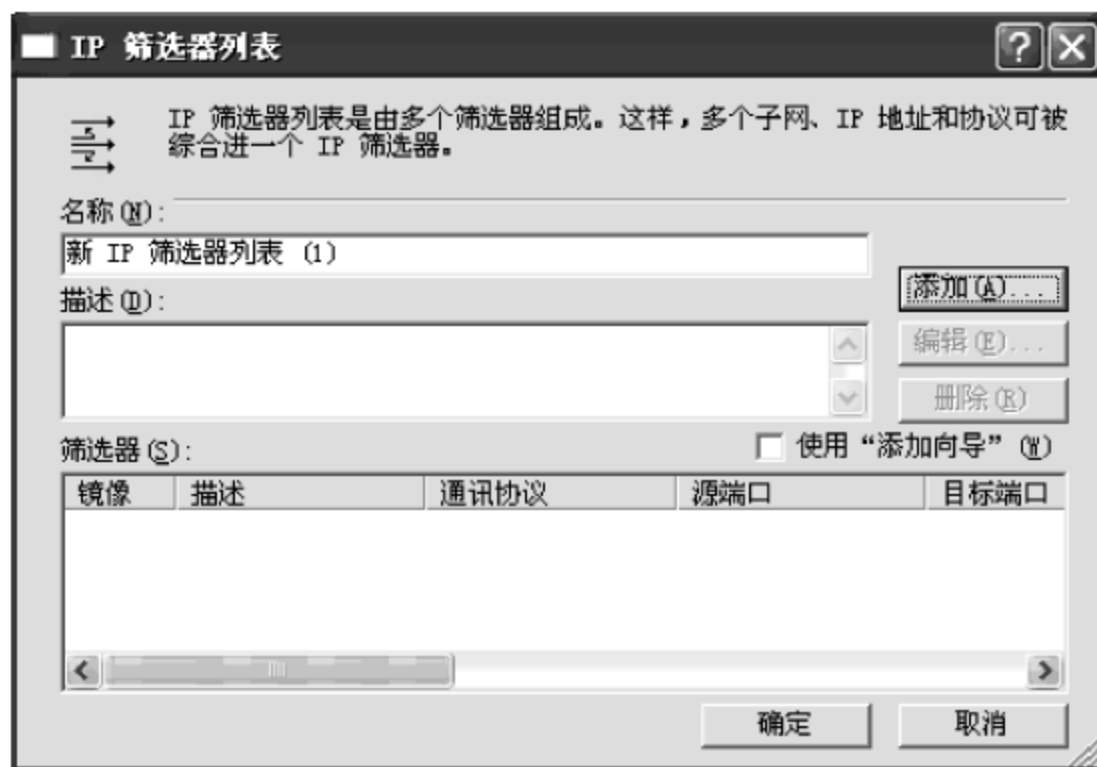 IP 筛选器列表
IP 筛选器列表是由多个筛选器组成。这样，多个子网、IP 地址和协议可被
综合进一个 IP 筛选器。
名称(N):
新 IP 筛选器列表 (1)
添加(A)...
描述(D):
编辑(E)...
删除(R)
筛选器(S):
使用“添加向导” (W)
镜像 描述 通讯协议 源端口 目标端口
确定 取消